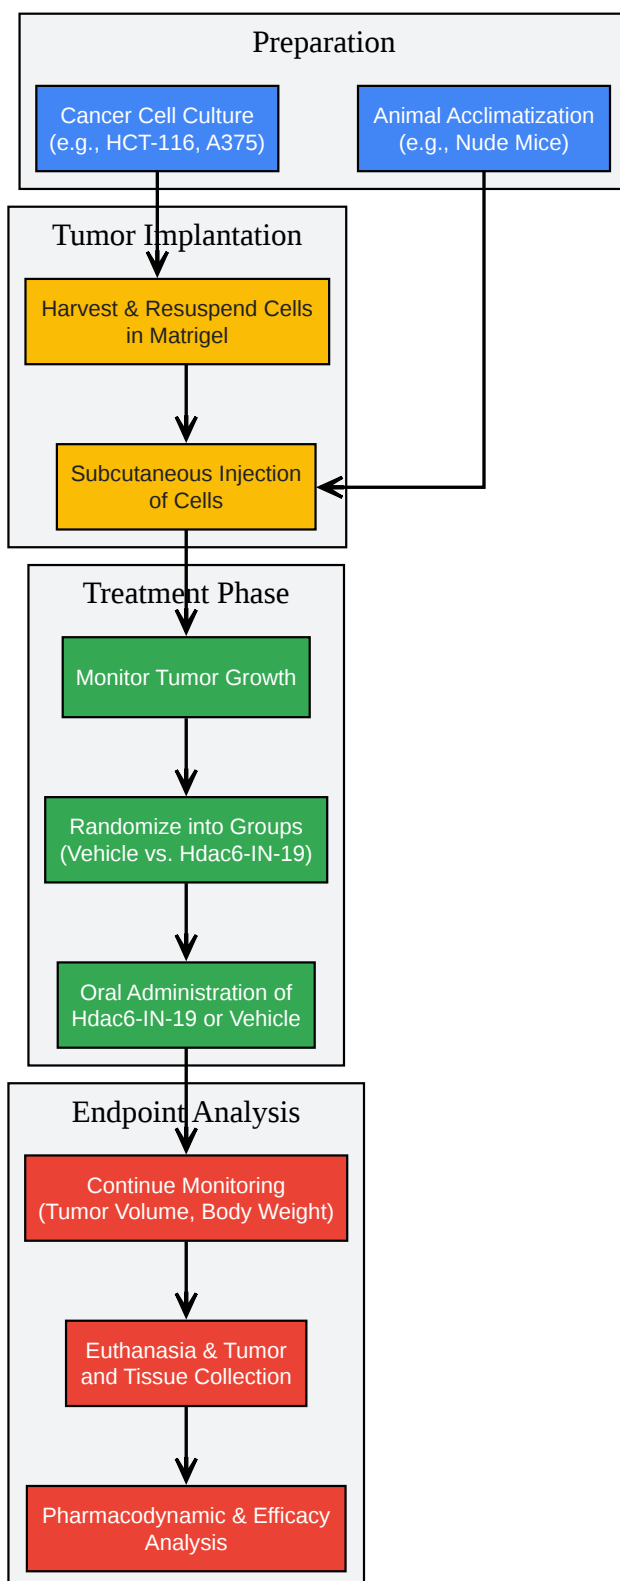 Preparation
Cancer Cell Culture
(e.g., HCT-116, A375)
Animal Acclimatization
(e.g., Nude Mice)
Tumor Implantation
Harvest & Resuspend Cells
in Matrigel
Subcutaneous Injection
of Cells
Treatment Phase
Monitor Tumor Growth
Randomize into Groups
(Vehicle vs. Hdac6-IN-19)
Oral Administration of
Hdac6-IN-19 or Vehicle
Endpoint Analysis
Continue Monitoring
(Tumor Volume, Body Weight)
Euthanasia & Tumor
and Tissue Collection
Pharmacodynamic & Efficacy
Analysis